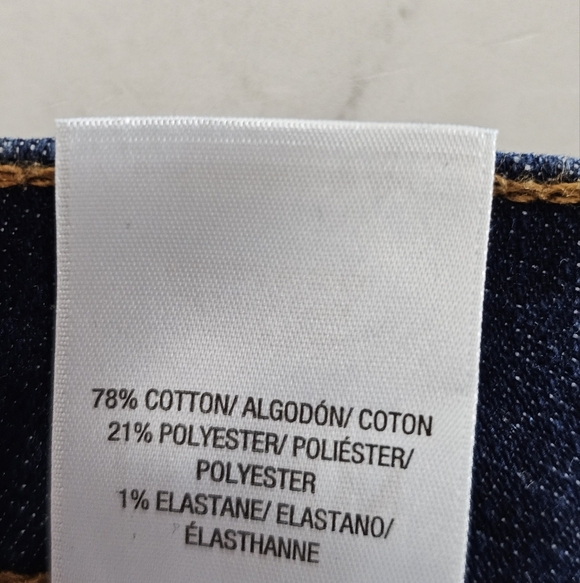 78% COTTON/ ALGODÓN/ COTON
21% POLYESTER/ POLIÉSTER/
POLYESTER
1% ELASTANE/ ELASTANO/
ÉLASTHANNE